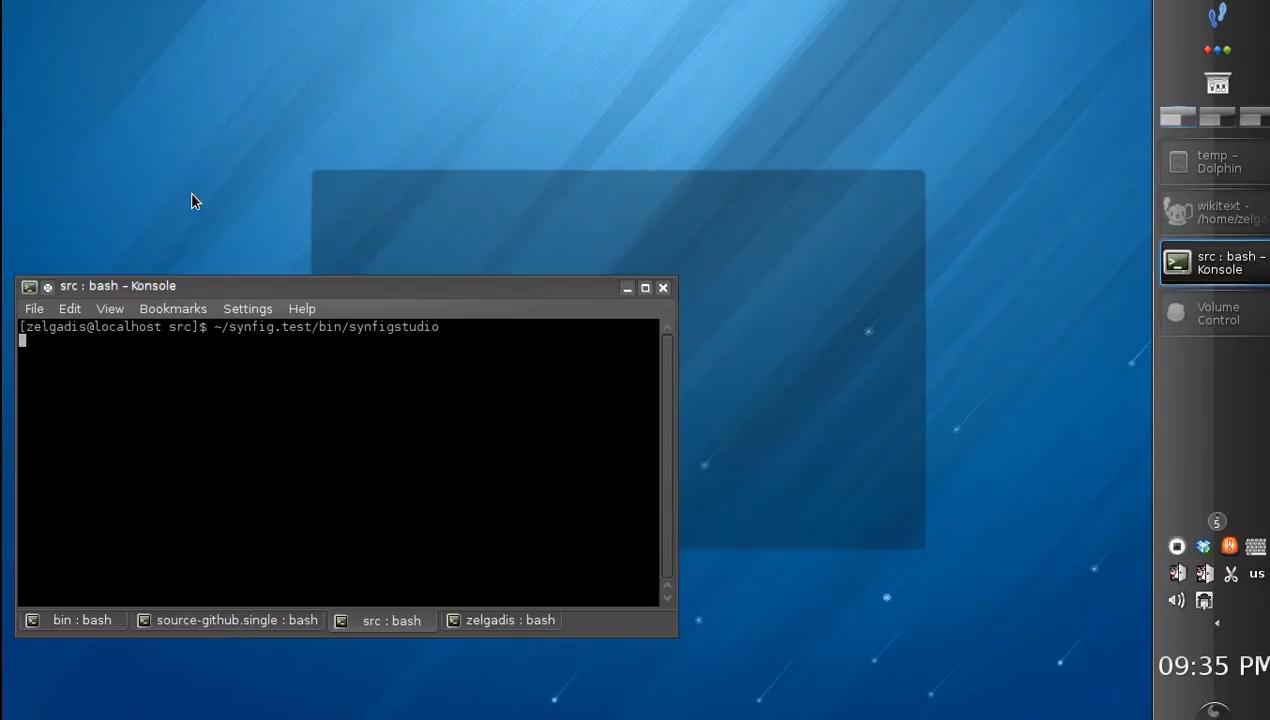 temp –
Dolphin
wikitext -
/home/zelga
src : bash –
Konsole
Volume
Control
src : bash – Konsole
File Edit View Bookmarks Settings Help
[zelgadis@localhost src]$ ~/synfig.test/bin/synfigstudio
bin : bash source-github.single : bash src : bash zelgadis : bash
5
us
09:35 PM